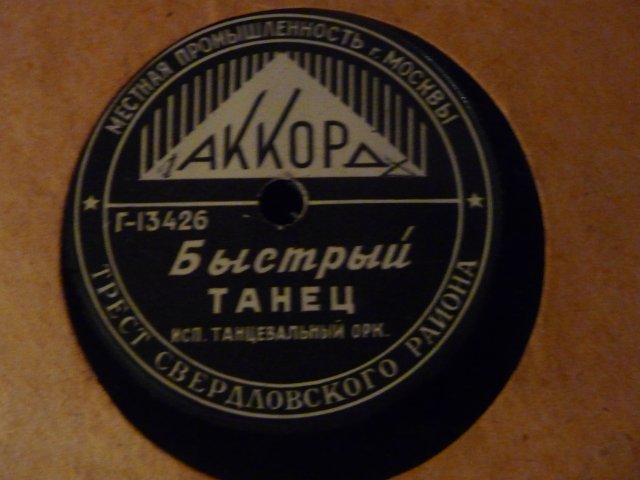 МЕСТНАЯ ПРОМЫШЛЕННОСТЬ г. МОСКВЫ
АККОРД
Г-13426
Быстрый
ТАНЕЦ
ИСП. ТАНЦЕВАЛЬНЫЙ ОРК.
ТРЕСТ СВЕРДЛОВСКОГО РАЙОНА